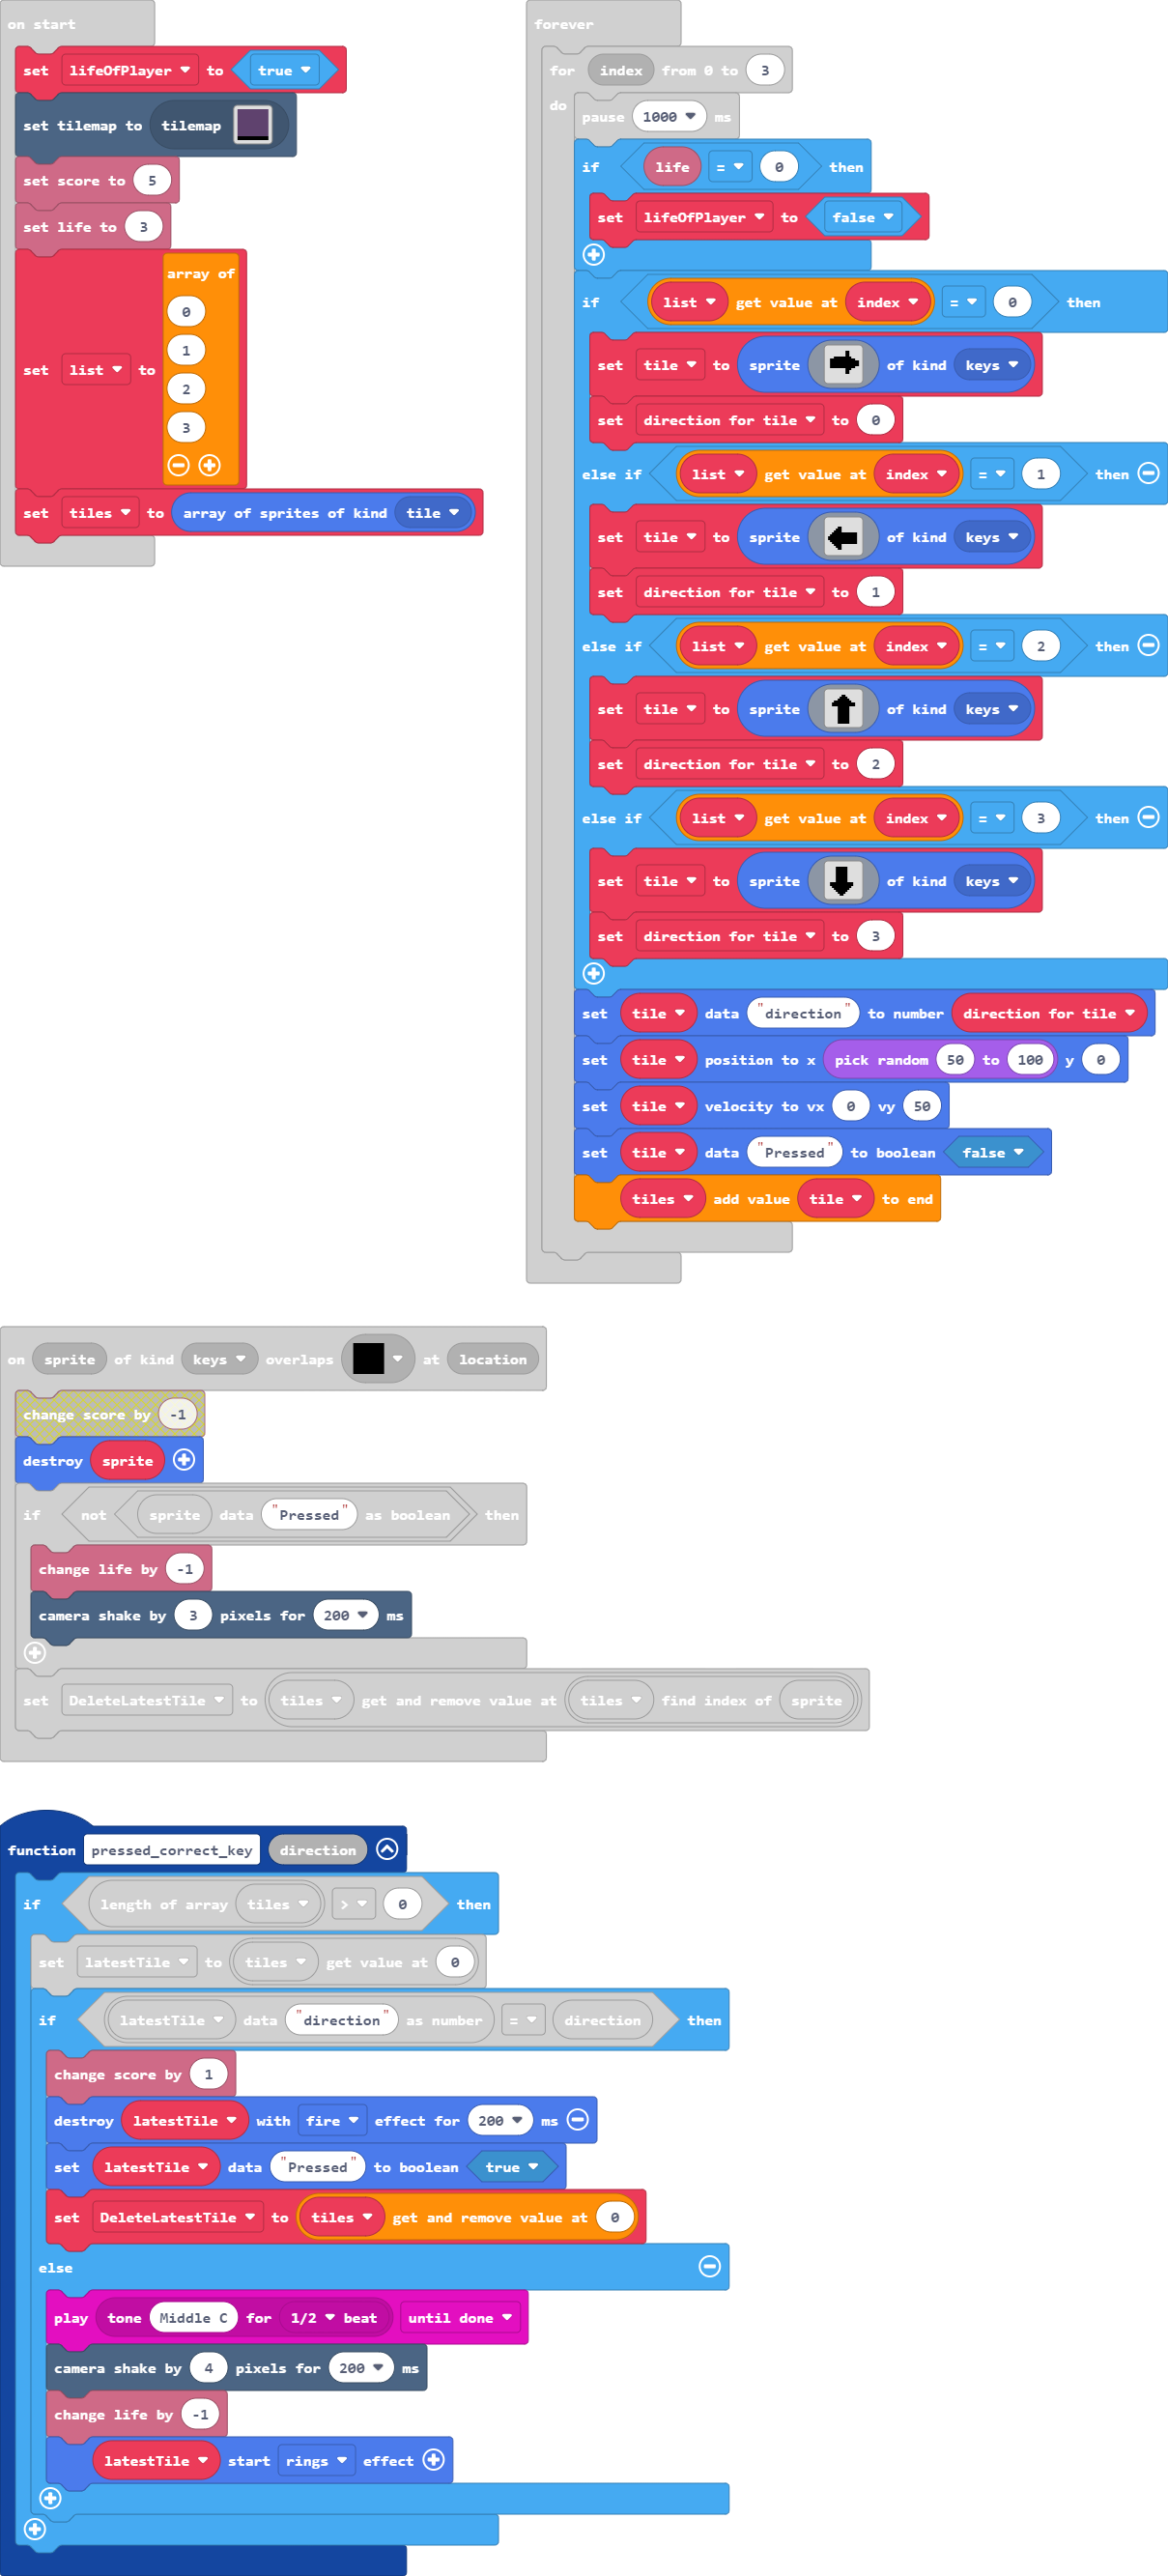 on start
set lifeOfPlayer to true
set tilemap to tilemap
set score to 5
set life to 3
set list to array of
0
1
2
3
set tiles to array of sprites of kind tile
forever
for index from 0 to 3
do
pause 1000 ms
if life = 0 then
set lifeOfPlayer to false
if list get value at index = 0 then
set tile to sprite of kind keys
set direction for tile to 0
else if list get value at index = 1 then
set tile to sprite of kind keys
set direction for tile to 1
else if list get value at index = 2 then
set tile to sprite of kind keys
set direction for tile to 2
else if list get value at index = 3 then
set tile to sprite of kind keys
set direction for tile to 3
set tile data "direction" to number direction for tile
set tile position to x pick random 50 to 100 y 0
set tile velocity to vx 0 vy 50
set tile data "Pressed" to boolean false
tiles add value tile to end
on sprite of kind keys overlaps at location
change score by -1
destroy sprite
if not sprite data "Pressed" as boolean then
change life by -1
camera shake by 3 pixels for 200 ms
set DeleteLatestTile to tiles get and remove value at tiles find index of sprite
function pressed_correct_key direction
if length of array tiles > 0 then
set latestTile to tiles get value at 0
if latestTile data "direction" as number = direction then
change score by 1
destroy latestTile with fire effect for 200 ms
set latestTile data "Pressed" to boolean true
set DeleteLatestTile to tiles get and remove value at 0
else
play tone Middle C for 1/2 beat until done
camera shake by 4 pixels for 200 ms
change life by -1
latestTile start rings effect